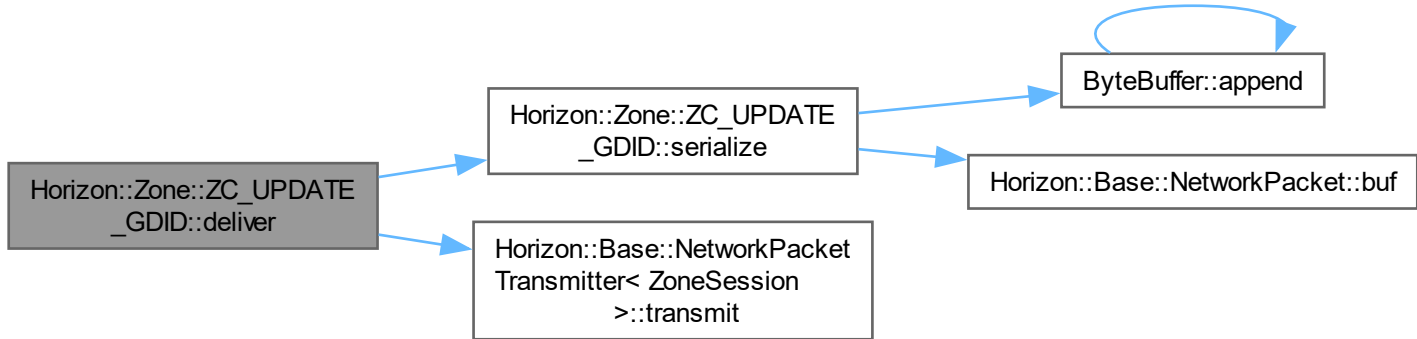 Horizon::Zone::ZC_UPDATE
_GDID::deliver
Horizon::Zone::ZC_UPDATE
_GDID::serialize
ByteBuffer::append
Horizon::Base::NetworkPacket::buf
Horizon::Base::NetworkPacket
Transmitter< ZoneSession
>::transmit